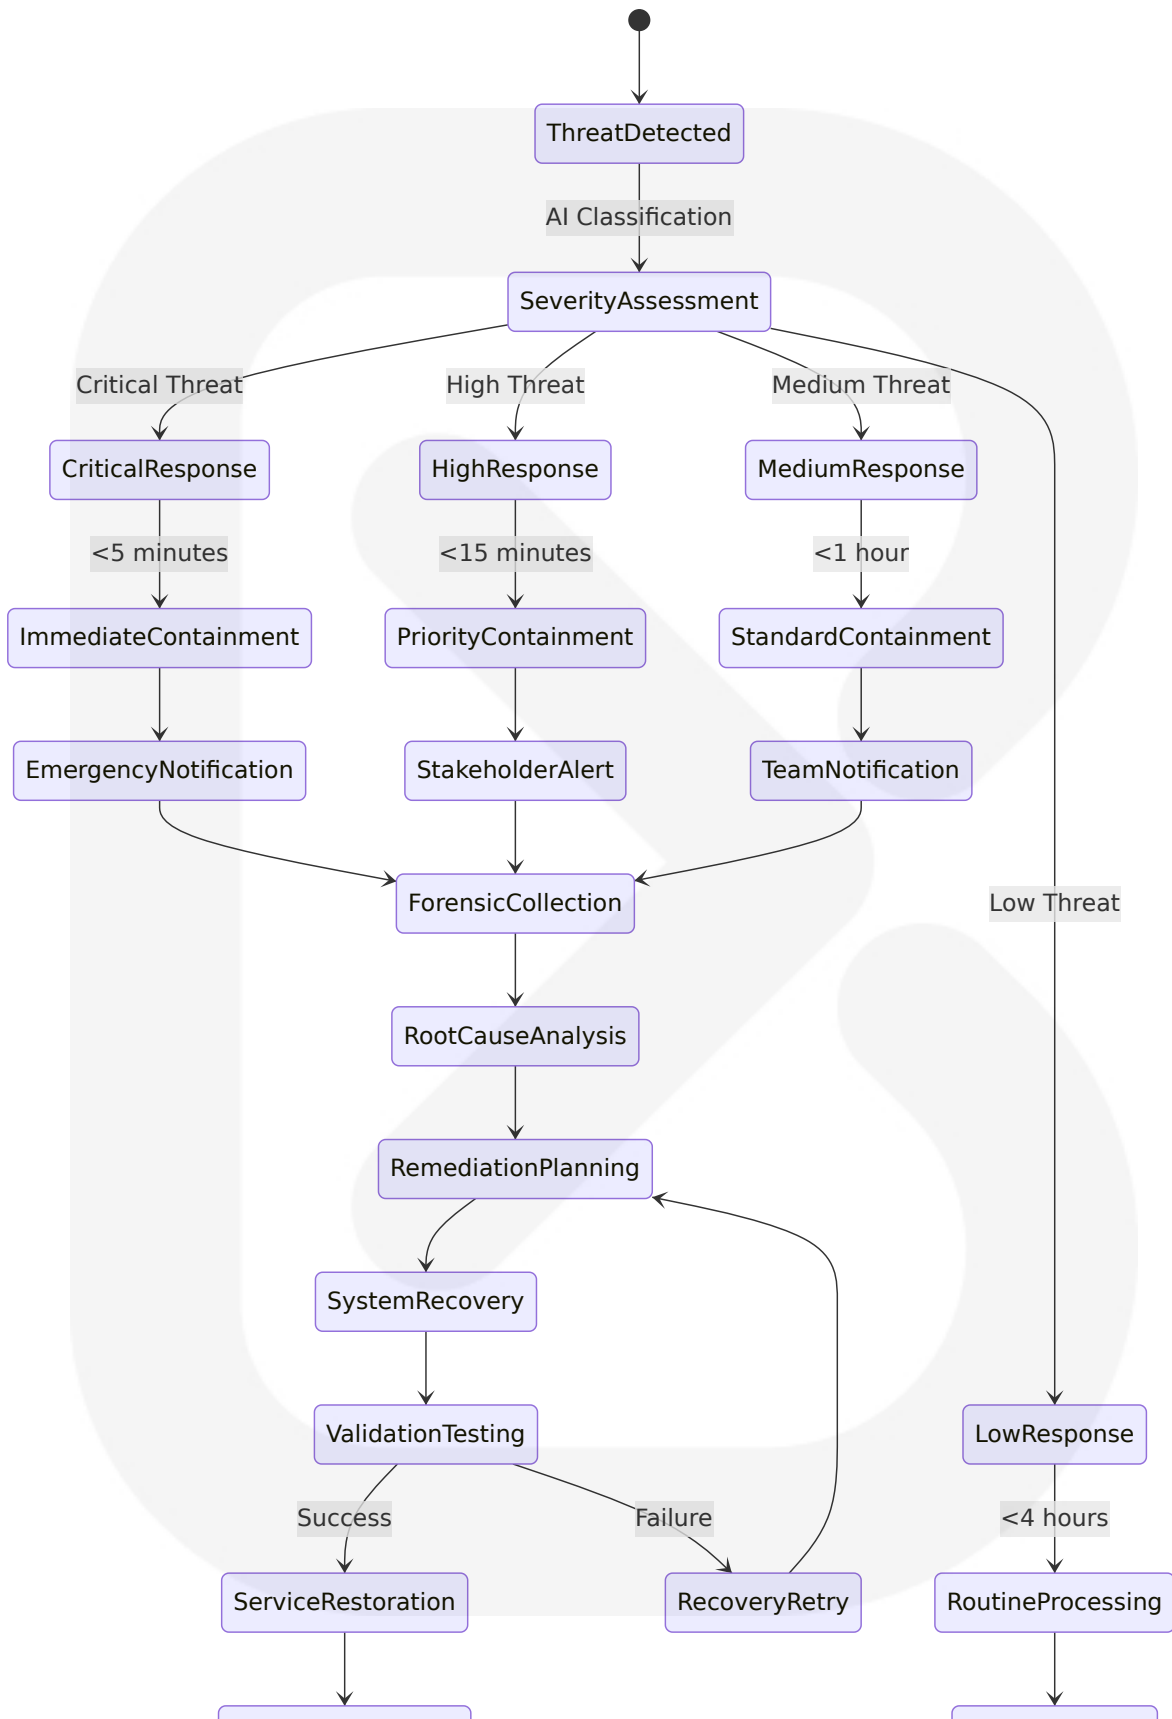 ThreatDetected
AI Classification
SeverityAssessment
Critical Threat
High Threat
Medium Threat
CriticalResponse
HighResponse
MediumResponse
<5 minutes
<15 minutes
<1 hour
ImmediateContainment
PriorityContainment
StandardContainment
EmergencyNotification
StakeholderAlert
TeamNotification
ForensicCollection
Low Threat
RootCauseAnalysis
RemediationPlanning
SystemRecovery
ValidationTesting
LowResponse
Success
Failure
<4 hours
ServiceRestoration
RecoveryRetry
RoutineProcessing